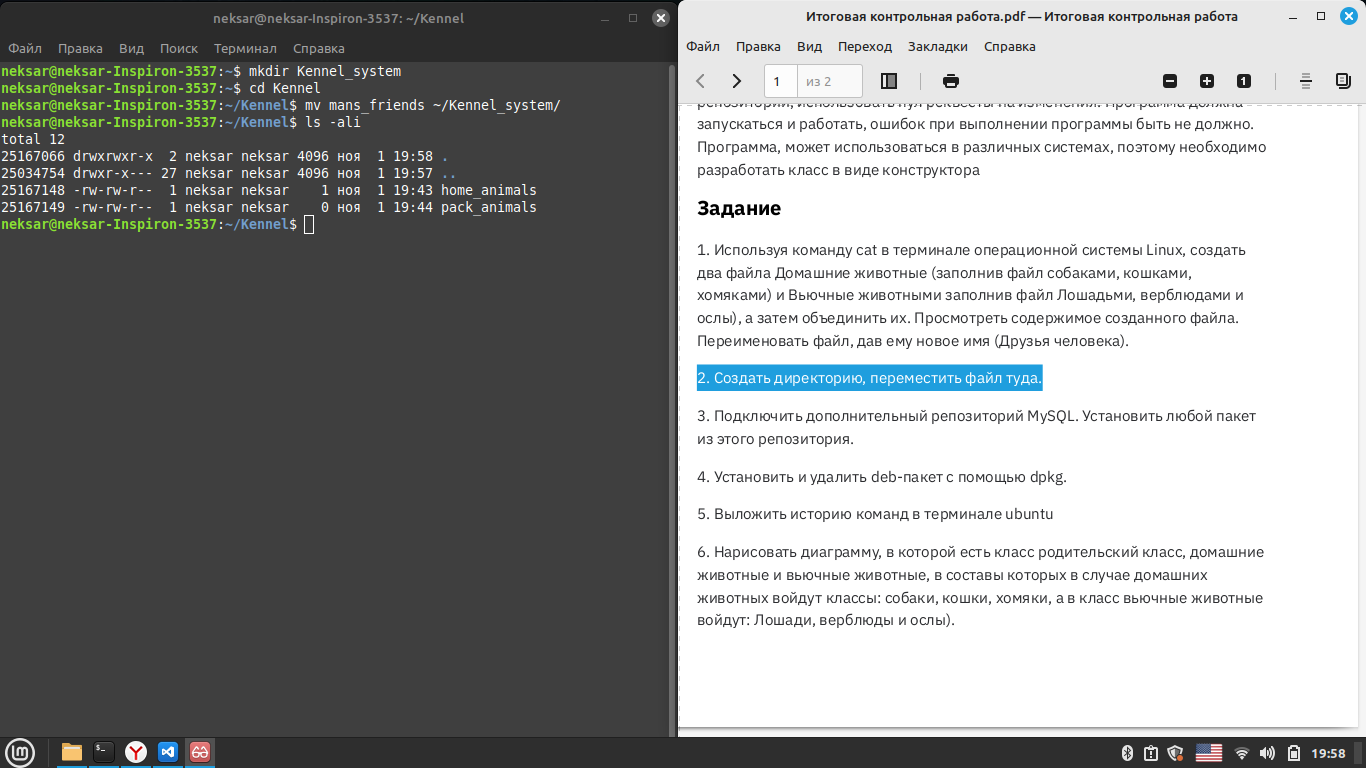 neksar@neksar-Inspiron-3537: ~/Kennel
Файл Правка Вид Поиск Терминал Справка
neksar@neksar-Inspiron-3537:~$ mkdir Kennel_system
neksar@neksar-Inspiron-3537:~$ cd Kennel
neksar@neksar-Inspiron-3537:~/Kennel$ mv mans_friends ~/Kennel_system/
neksar@neksar-Inspiron-3537:~/Kennel$ ls -ali
total 12
25167066 drwxrwxr-x  2 neksar neksar 4096 ноя  1 19:58 .
25034754 drwxr-x--- 27 neksar neksar 4096 ноя  1 19:57 ..
25167148 -rw-rw-r--  1 neksar neksar    1 ноя  1 19:43 home_animals
25167149 -rw-rw-r--  1 neksar neksar    0 ноя  1 19:44 pack_animals
neksar@neksar-Inspiron-3537:~/Kennel$
Итоговая контрольная работа.pdf — Итоговая контрольная работа
Файл Правка Вид Переход Закладки Справка
1 из 2
1
репозитории, использовать пул реквесты на изменения. Программа должна
запускаться и работать, ошибок при выполнении программы быть не должно.
Программа, может использоваться в различных системах, поэтому необходимо
разработать класс в виде конструктора
Задание
1. Используя команду cat в терминале операционной системы Linux, создать
два файла Домашние животные (заполнив файл собаками, кошками,
хомяками) и Вьючные животными заполнив файл Лошадьми, верблюдами и
ослы), а затем объединить их. Просмотреть содержимое созданного файла.
Переименовать файл, дав ему новое имя (Друзья человека).
2. Создать директорию, переместить файл туда.
3. Подключить дополнительный репозиторий MySQL. Установить любой пакет
из этого репозитория.
4. Установить и удалить deb-пакет с помощью dpkg.
5. Выложить историю команд в терминале ubuntu
6. Нарисовать диаграмму, в которой есть класс родительский класс, домашние
животные и вьючные животные, в составы которых в случае домашних
животных войдут классы: собаки, кошки, хомяки, а в класс вьючные животные
войдут: Лошади, верблюды и ослы).
19:58